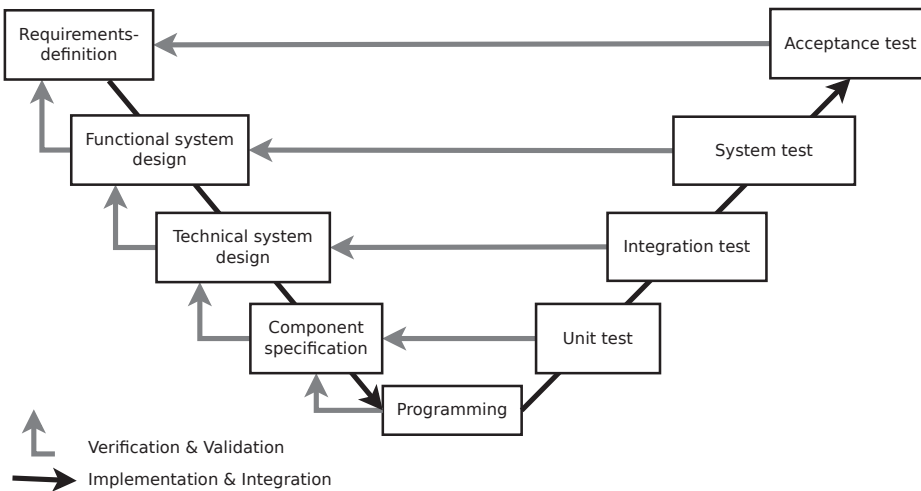 Requirements-
definition
Acceptance test
Functional system
design
System test
Technical system
design
Integration test
Component
specification
Unit test
Programming
Verification & Validation
Implementation & Integration